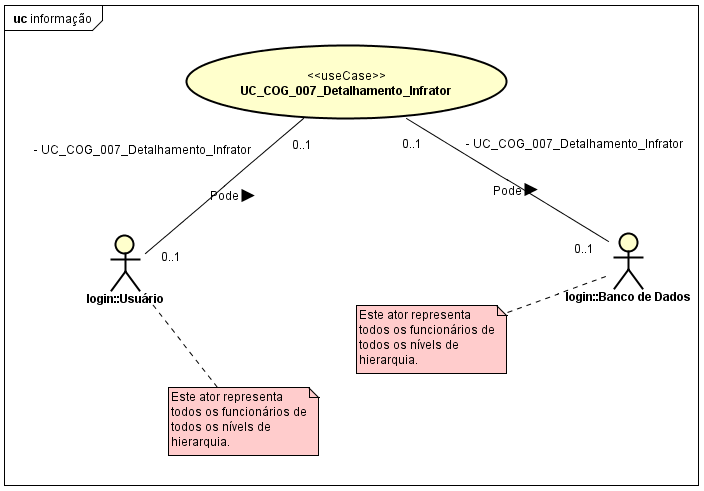 uc informação
<<useCase>>
UC_COG_007_Detalhamento_Infrator
0..1
0..1
- UC_COG_007_Detalhamento_Infrator
- UC_COG_007_Detalhamento_Infrator
Pode
Pode
0..1
0..1
login::Usuário
login::Banco de Dados
Este ator representa
todos os funcionários de
todos os nívels de
hierarquia.
Este ator representa
todos os funcionários de
todos os nívels de
hierarquia.